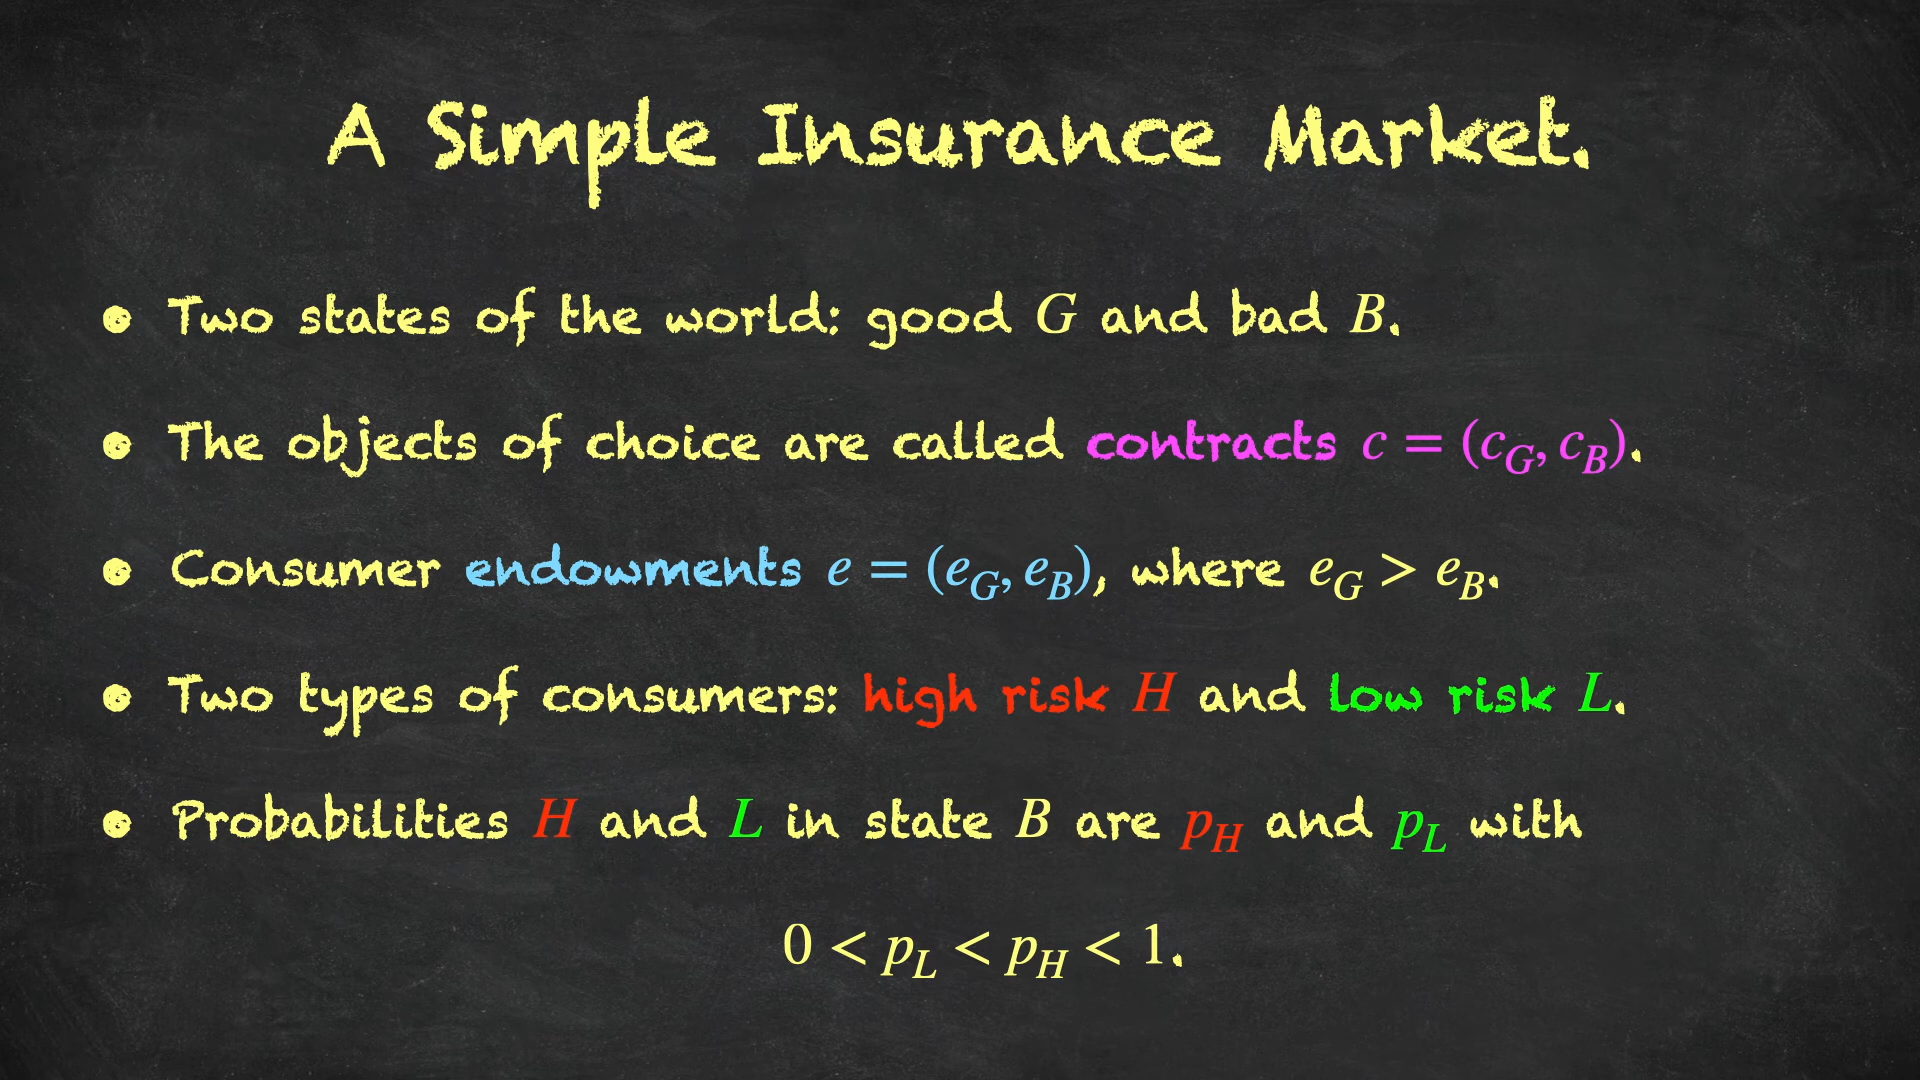 A Simple Insurance Market.
• Two states of the world: good G and bad B.
• The objects of choice are called contracts c = (c_G, c_B).
• Consumer endowments e = (e_G, e_B), where e_G > e_B.
• Two types of consumers: high risk H and low risk L.
• Probabilities H and L in state B are p_H and p_L with
0 < p_L < p_H < 1.